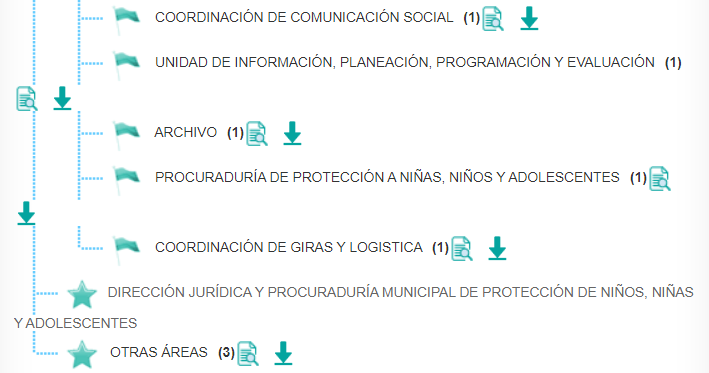 COORDINACIÓN DE COMUNICACIÓN SOCIAL (1)
UNIDAD DE INFORMACIÓN, PLANEACIÓN, PROGRAMACIÓN Y EVALUACIÓN (1)
ARCHIVO (1)
PROCURADURÍA DE PROTECCIÓN A NIÑAS, NIÑOS Y ADOLESCENTES (1)
COORDINACIÓN DE GIRAS Y LOGISTICA (1)
DIRECCIÓN JURÍDICA Y PROCURADURÍA MUNICIPAL DE PROTECCIÓN DE NIÑOS, NIÑAS
Y ADOLESCENTES
OTRAS ÁREAS (3)